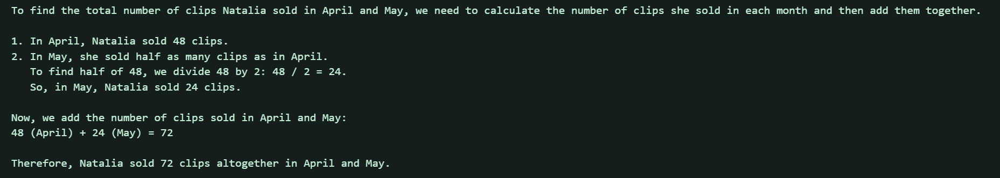 To find the total number of clips Natalia sold in April and May, we need to calculate the number of clips she sold in each month and then add them together.
1. In April, Natalia sold 48 clips.
2. In May, she sold half as many clips as in April.
To find half of 48, we divide 48 by 2: 48 / 2 = 24.
So, in May, Natalia sold 24 clips.
Now, we add the number of clips sold in April and May:
48 (April) + 24 (May) = 72
Therefore, Natalia sold 72 clips altogether in April and May.